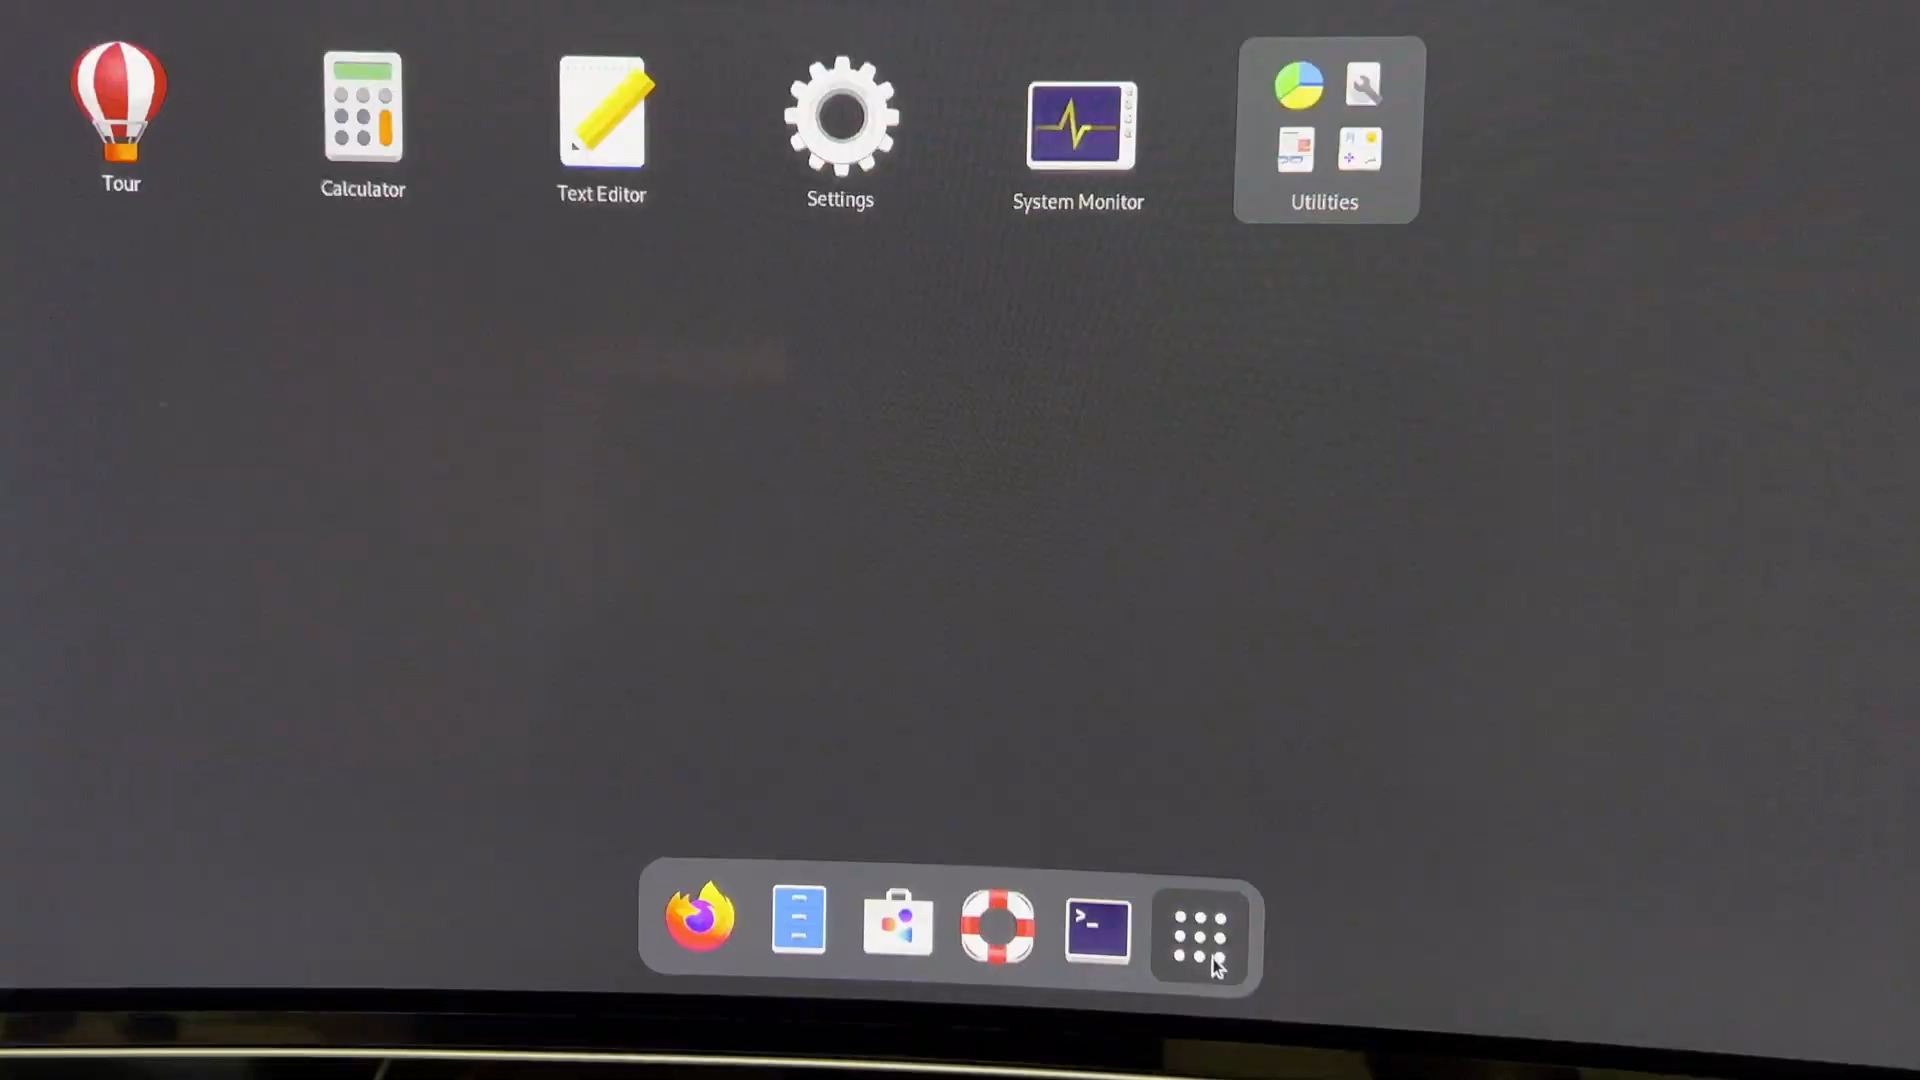 Tour
Calculator
Text Editor
Settings
System Monitor
Utilities
>_